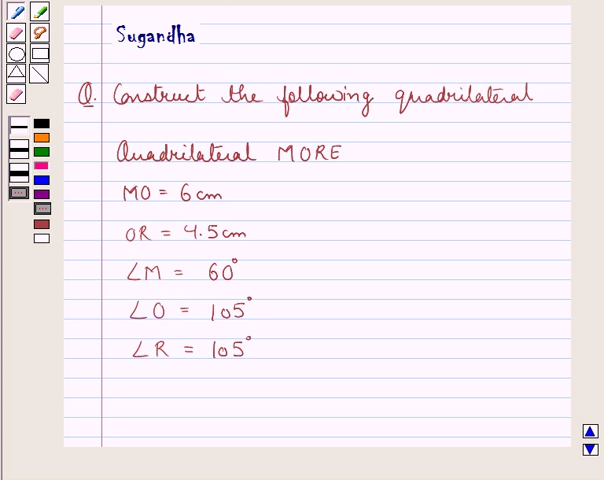 Sugandha
Q. Construct the following quadrilateral
Quadrilateral MORE
MO = 6 cm
OR = 4.5 cm
∠M = 60°
∠O = 105°
∠R = 105°